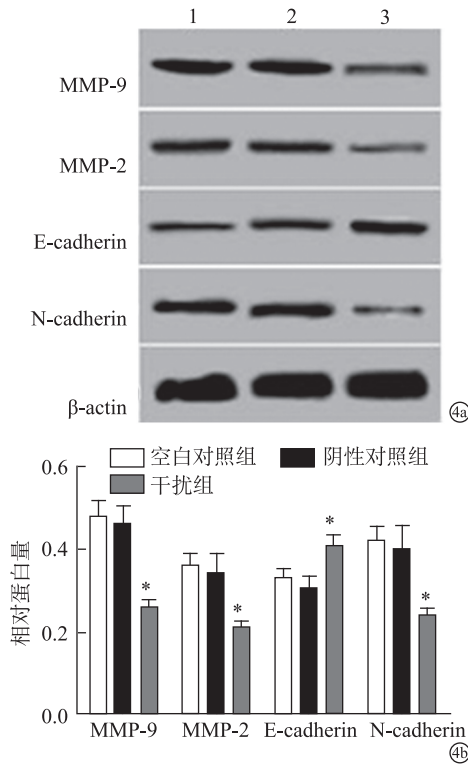 1 2 3
MMP-9
MMP-2
E-cadherin
N-cadherin
β-actin
4a
空白对照组 阴性对照组
干扰组
相对蛋白量
0.6
0.4
0.2
0.0
* * * *
MMP-9 MMP-2 E-cadherin N-cadherin
4b